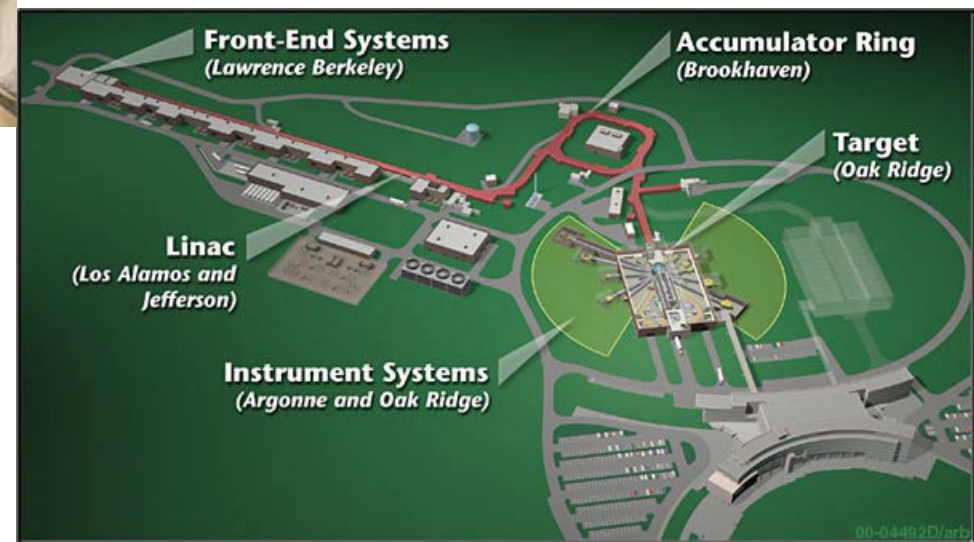 Front-End Systems
(Lawrence Berkeley)
Accumulator Ring
(Brookhaven)
Target
(Oak Ridge)
Linac
(Los Alamos and
Jefferson)
Instrument Systems
(Argonne and Oak Ridge)
00-04492D/arb